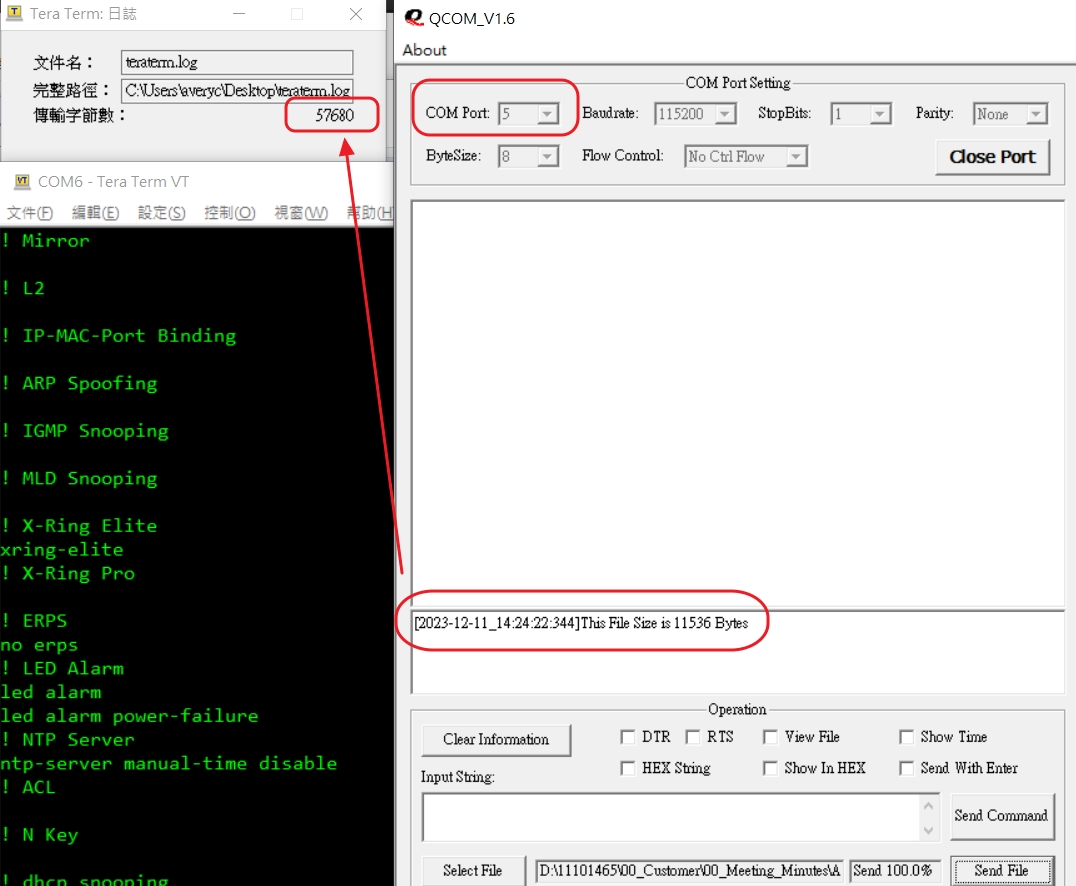 Tera Term: 日誌
文件名： teraterm.log
完整路徑： C:\Users\averyc\Desktop\teraterm.log
傳輸字節數： 57680
COM6 - Tera Term VT
文件(F) 編輯(E) 設定(S) 控制(O) 視窗(W) 幫助(H
! Mirror
! L2
! IP-MAC-Port Binding
! ARP Spoofing
! IGMP Snooping
! MLD Snooping
! X-Ring Elite
xring-elite
! X-Ring Pro
! ERPS
no erps
! LED Alarm
led alarm
led alarm power-failure
! NTP Server
ntp-server manual-time disable
! ACL
! N Key
! dhcp snooping
QCOM_V1.6
About
COM Port Setting
COM Port: 5 Baudrate: 115200 StopBits: 1 Parity: None
ByteSize: 8 Flow Control: No Ctrl Flow Close Port
[2023-12-11_14:24:22:344]This File Size is 11536 Bytes
Operation
Clear Information DTR RTS View File Show Time
HEX String Show In HEX Send With Enter
Input String:
Send Command
Select File D:\11101465\00_Customer\00_Meeting_Minutes\A Send 100.0% Send File